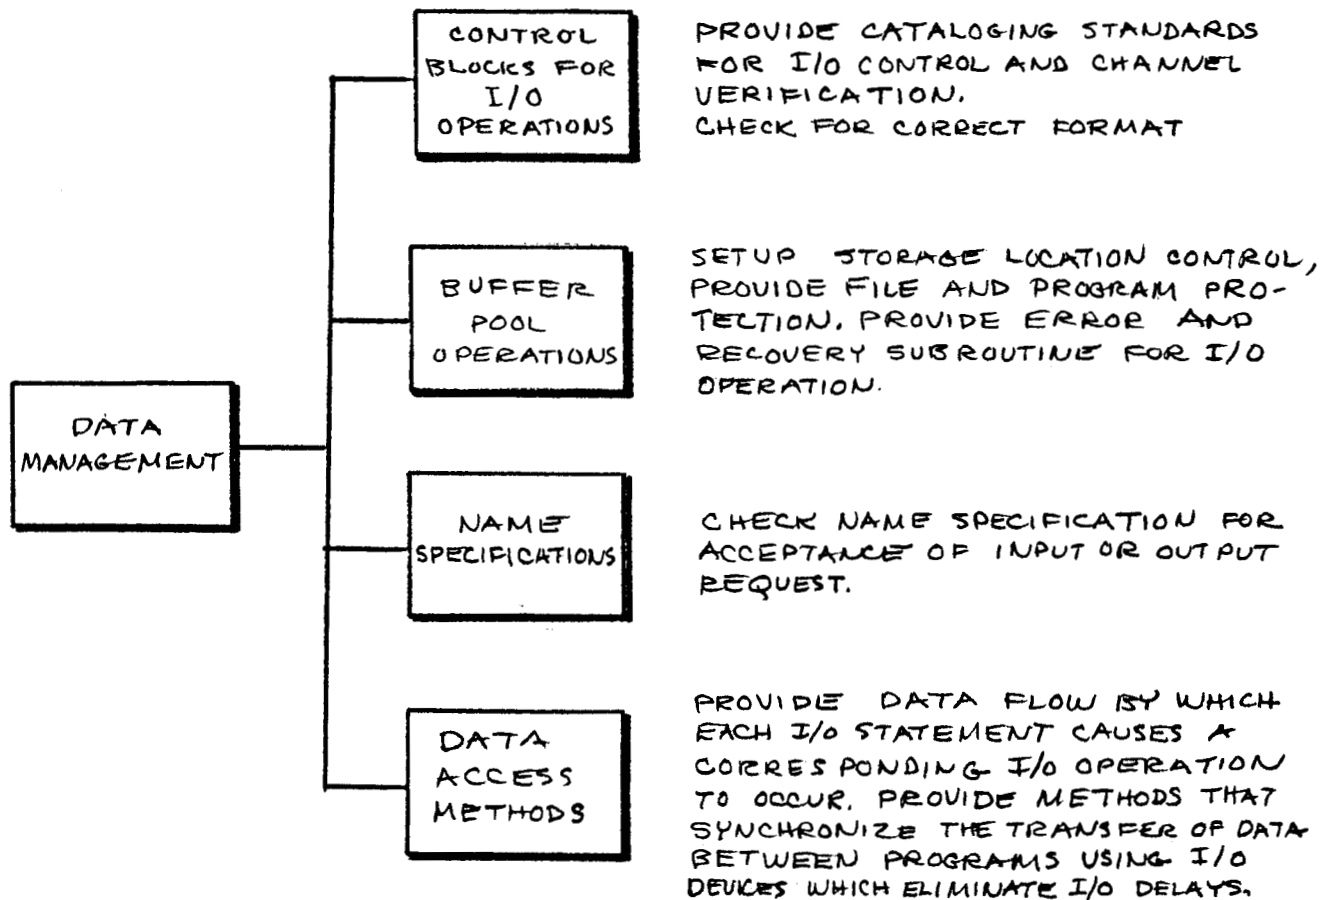 CONTROL
BLOCKS FOR
I/O
OPERATIONS
PROVIDE CATALOGING STANDARDS
FOR I/O CONTROL AND CHANNEL
VERIFICATION.
CHECK FOR CORRECT FORMAT
BUFFER
POOL
OPERATIONS
SETUP STORAGE LOCATION CONTROL,
PROVIDE FILE AND PROGRAM PRO-
TECTION. PROVIDE ERROR AND
RECOVERY SUBROUTINE FOR I/O
OPERATION.
DATA
MANAGEMENT
NAME
SPECIFICATIONS
CHECK NAME SPECIFICATION FOR
ACCEPTANCE OF INPUT OR OUTPUT
REQUEST.
DATA
ACCESS
METHODS
PROVIDE DATA FLOW BY WHICH
EACH I/O STATEMENT CAUSES A
CORRESPONDING I/O OPERATION
TO OCCUR. PROVIDE METHODS THAT
SYNCHRONIZE THE TRANSFER OF DATA
BETWEEN PROGRAMS USING I/O
DEVICES WHICH ELIMINATE I/O DELAYS.